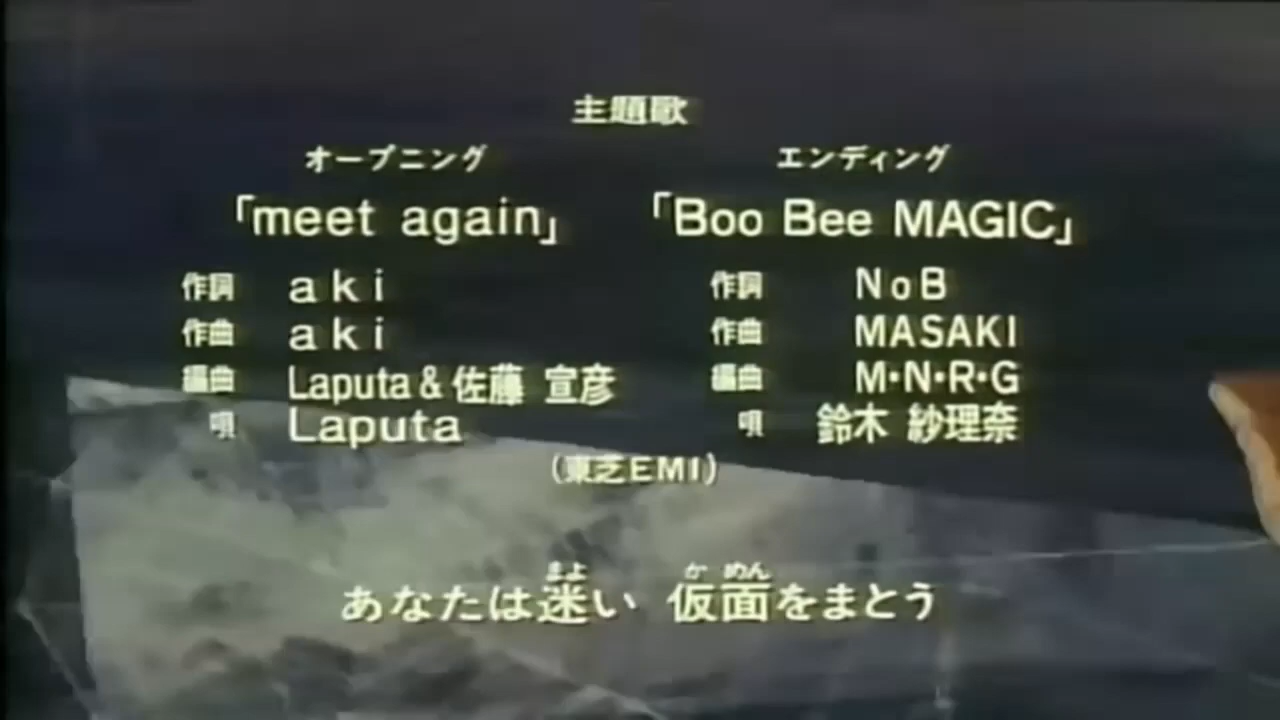 主題歌
オープニング
「meet again」
作詞 aki
作曲 aki
編曲 Laputa&佐藤 宣彦
唄 Laputa
エンディング
「Boo Bee MAGIC」
作詞 NoB
作曲 MASAKI
編曲 M・N・R・G
唄 鈴木 紗理奈
(東芝EMI)
まよ か めん
あなたは迷い 仮面をまとう